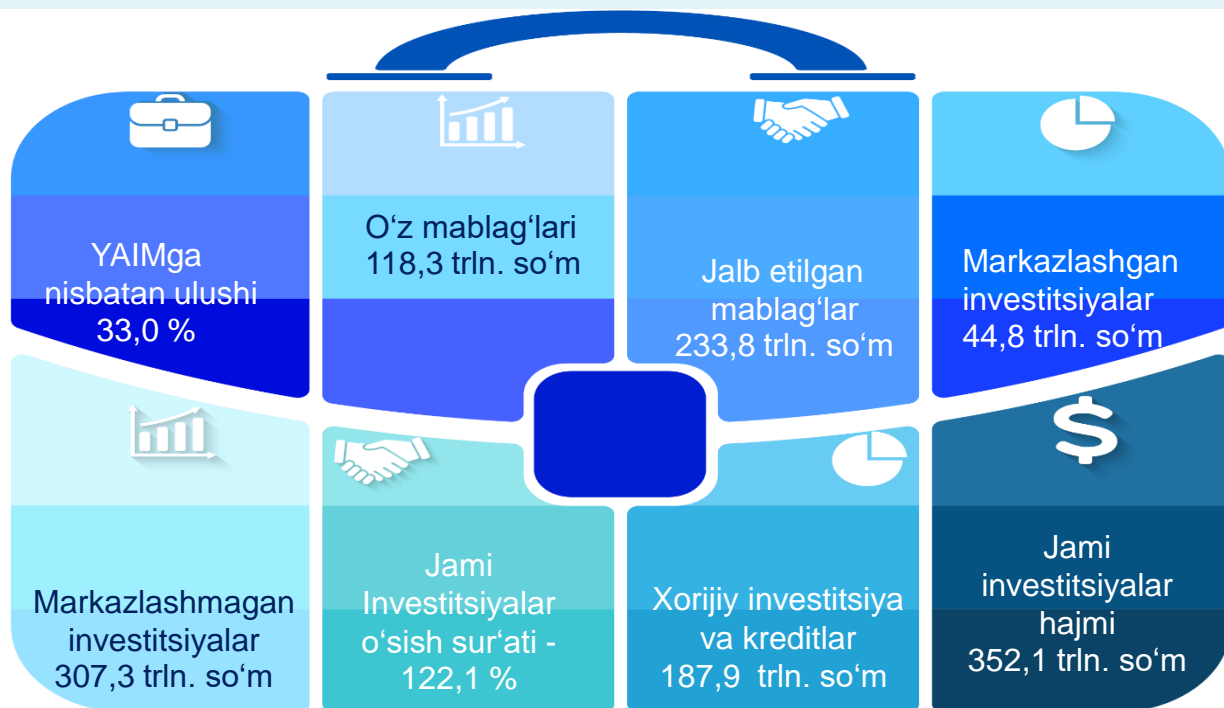 YAIMga
nisbatan ulushi
33,0 %
O‘z mablag‘lari
118,3 trln. so‘m
Jalb etilgan
mablag‘lar
233,8 trln. so‘m
Markazlashgan
investitsiyalar
44,8 trln. so‘m
Markazlashmagan
investitsiyalar
307,3 trln. so‘m
Jami
Investitsiyalar
o‘sish sur‘ati -
122,1 %
Xorijiy investitsiya
va kreditlar
187,9 trln. so‘m
Jami
investitsiyalar
hajmi
352,1 trln. so‘m